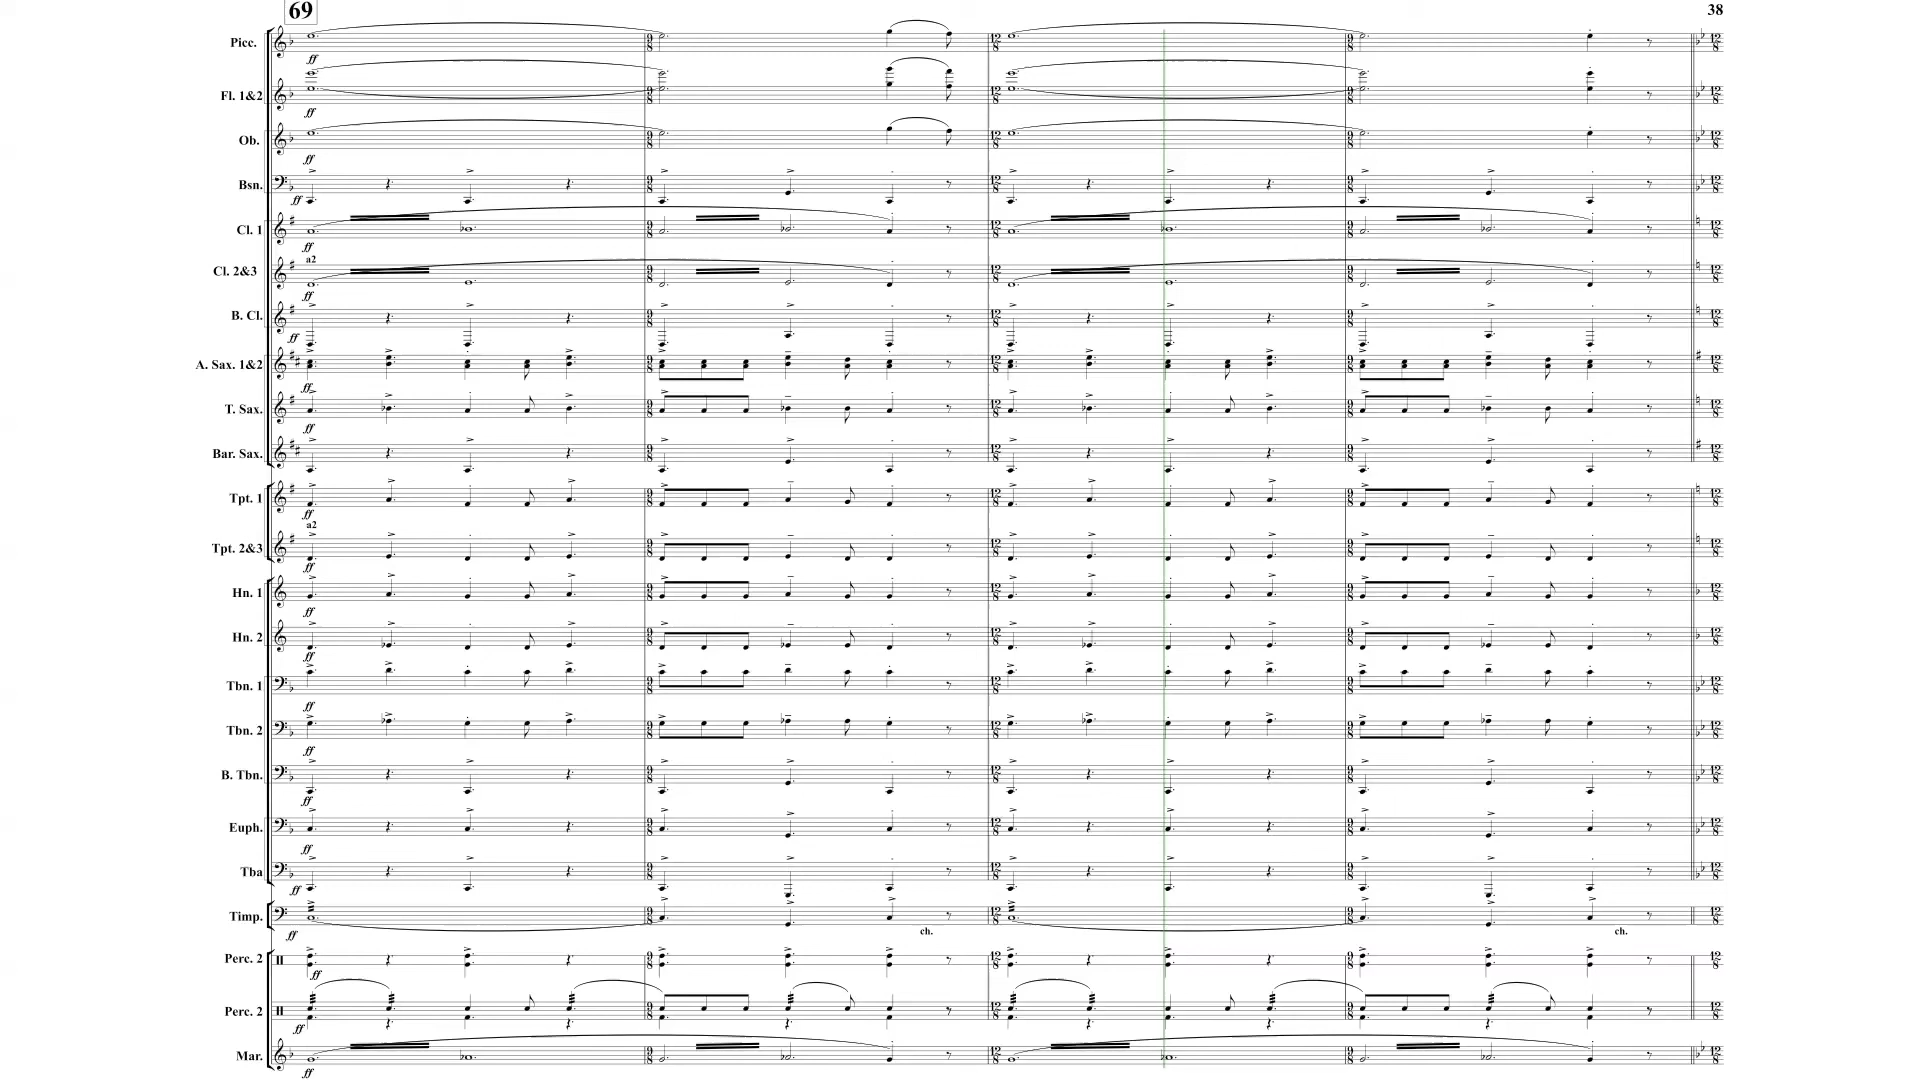 69
38
Picc.
ff
Fl. 1&2
ff
Ob.
ff
Bsn.
ff
Cl. 1
ff
a2
Cl. 2&3
ff
B. Cl.
ff
A. Sax. 1&2
ff
T. Sax.
ff
Bar. Sax.
Tpt. 1
ff
a2
Tpt. 2&3
ff
Hn. 1
ff
Hn. 2
ff
Tbn. 1
ff
Tbn. 2
ff
B. Tbn.
ff
Euph.
ff
Tba
ff
Timp.
ff
ch.
ch.
Perc. 2
ff
Perc. 2
ff
Mar.
ff